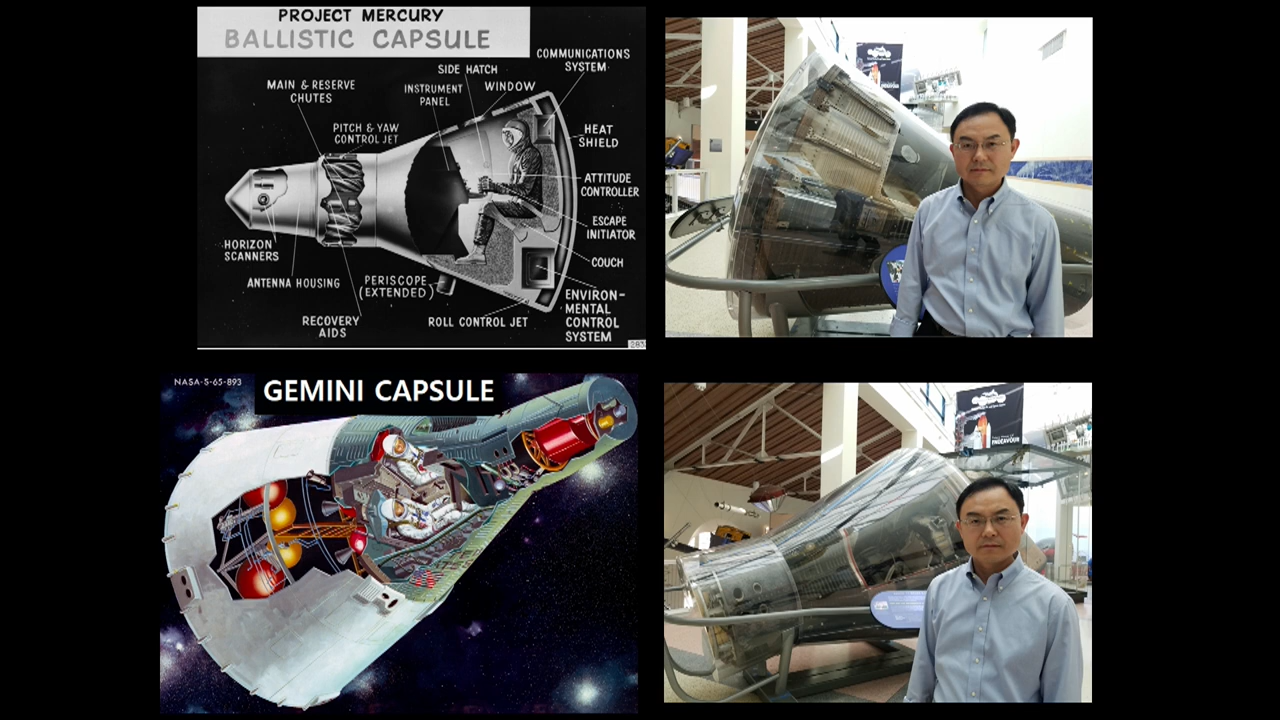 PROJECT MERCURY
BALLISTIC CAPSULE
COMMUNICATIONS
SYSTEM
SIDE HATCH
MAIN & RESERVE
CHUTES
INSTRUMENT
PANEL
WINDOW
PITCH & YAW
CONTROL JET
HEAT
SHIELD
ATTITUDE
CONTROLLER
ESCAPE
INITIATOR
HORIZON
SCANNERS
COUCH
ANTENNA HOUSING
PERISCOPE
(EXTENDED)
ENVIRON-
MENTAL
CONTROL
SYSTEM
RECOVERY
AIDS
ROLL CONTROL JET
283
NASA-S-65-893
GEMINI CAPSULE
ENDEAVOUR